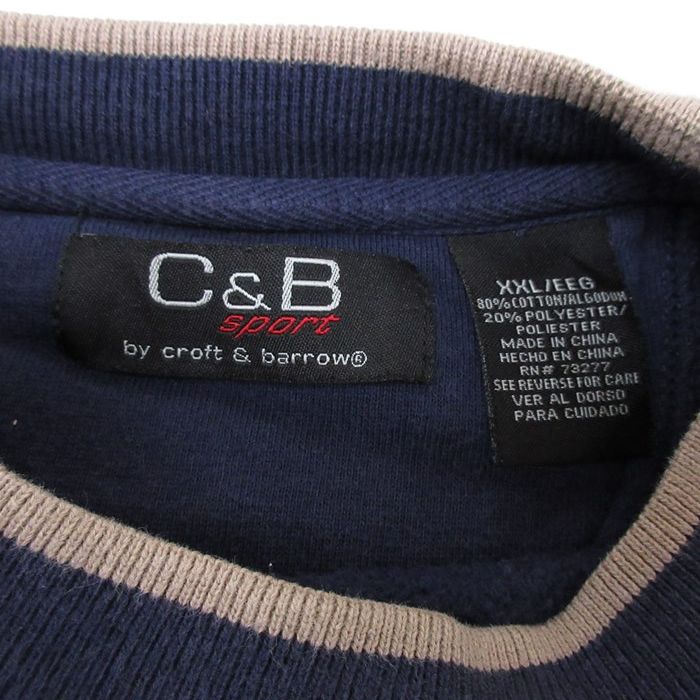 C&B
sport
by croft & barrow®
XXL/EEG
80% COTTON/ALGODON
20% POLYESTER/
POLIESTER
MADE IN CHINA
HECHO EN CHINA
RN# 73277
SEE REVERSE FOR CARE
VER AL DORSO
PARA CUIDADO